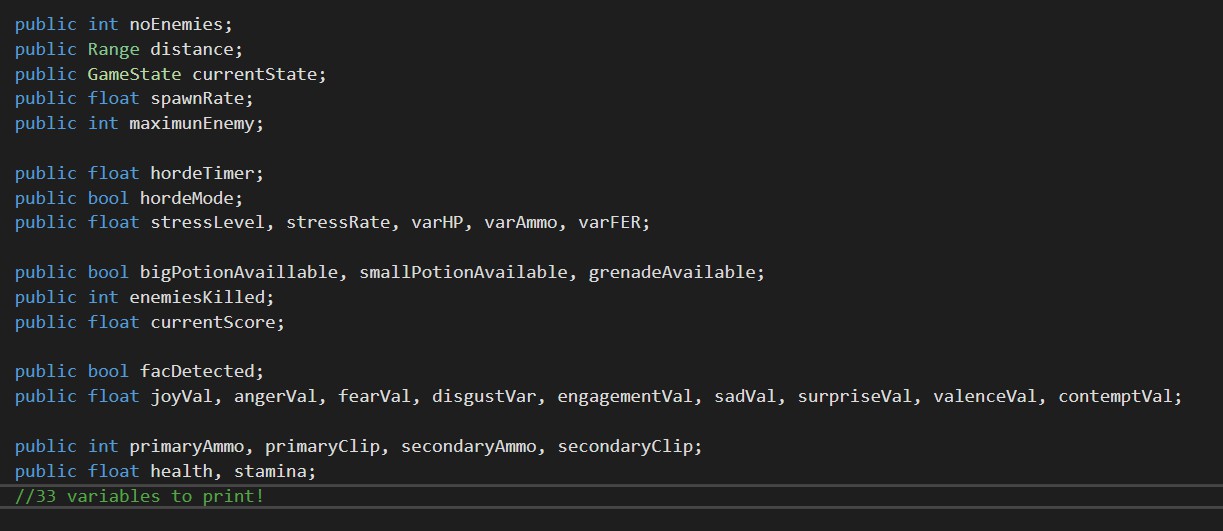 public int noEnemies;
public Range distance;
public GameState currentState;
public float spawnRate;
public int maximunEnemy;
public float hordeTimer;
public bool hordeMode;
public float stressLevel, stressRate, varHP, varAmmo, varFER;
public bool bigPotionAvaillable, smallPotionAvailable, grenadeAvailable;
public int enemiesKilled;
public float currentScore;
public bool facDetected;
public float joyVal, angerVal, fearVal, disgustVar, engagementVal, sadVal, surpriseVal, valenceVal, contemptVal;
public int primaryAmmo, primaryClip, secondaryAmmo, secondaryClip;
public float health, stamina;
//33 variables to print!